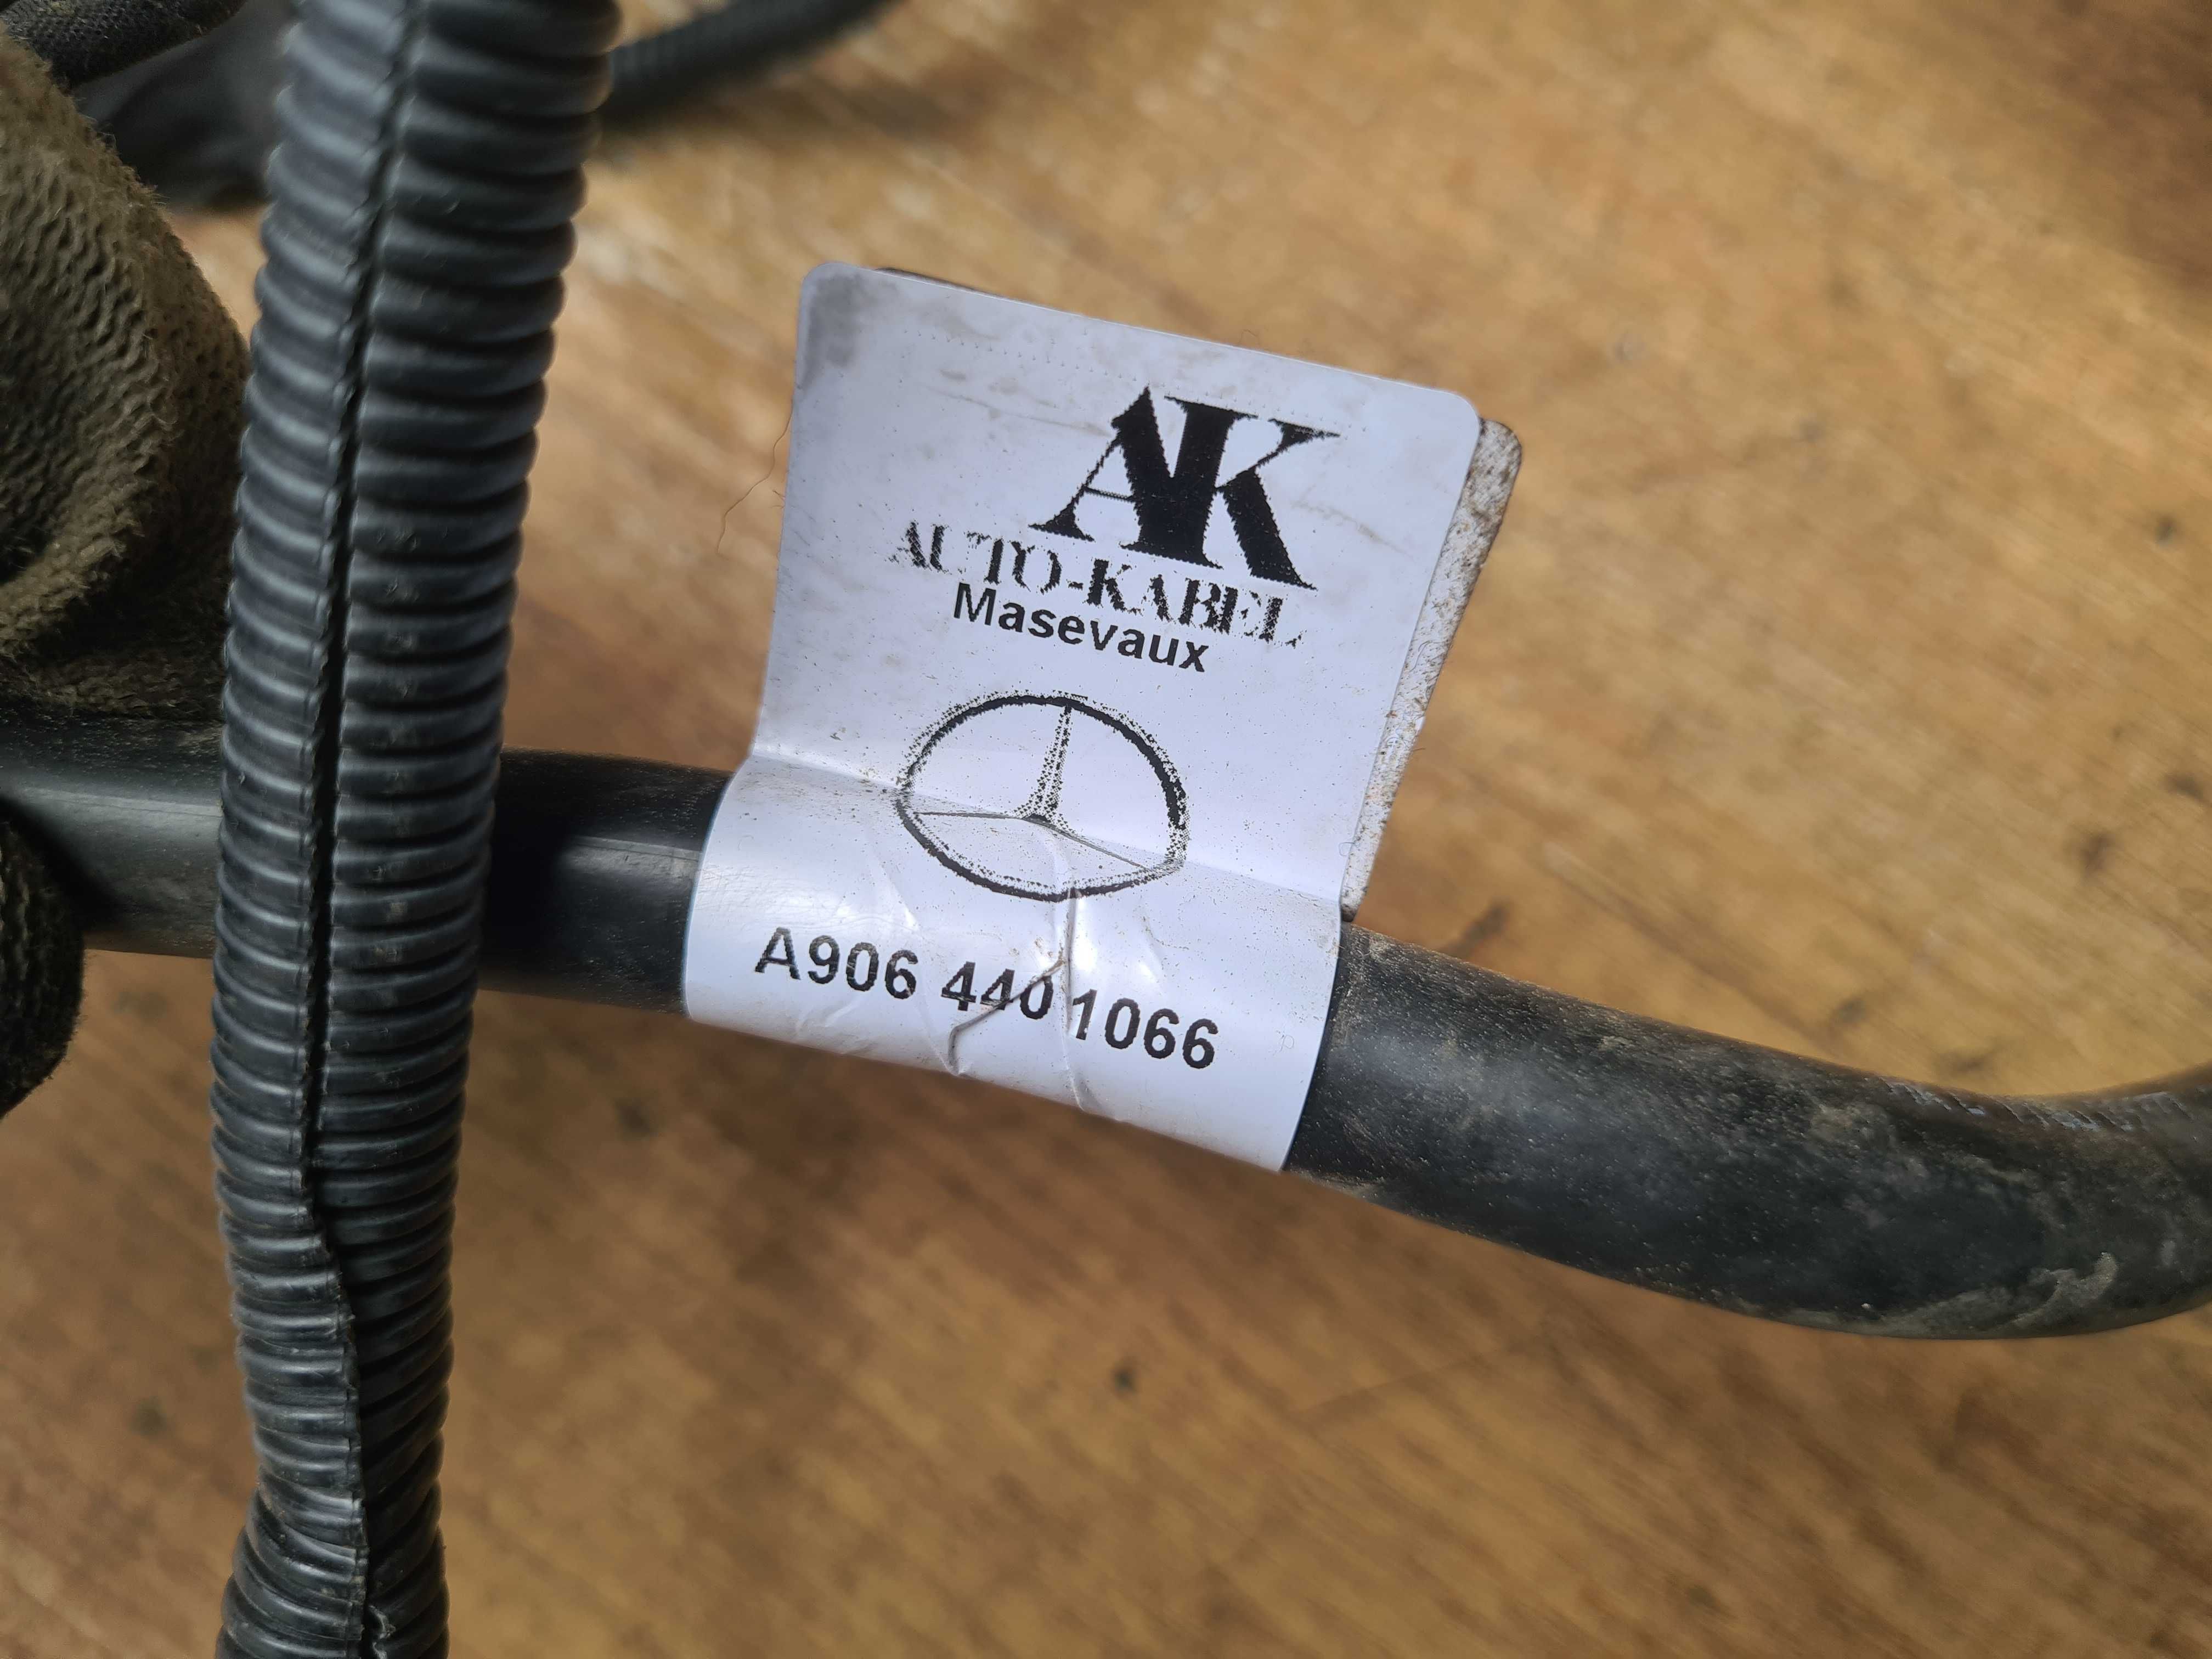 AK
AUTO-KABEL
Masevaux
A906 440 1066